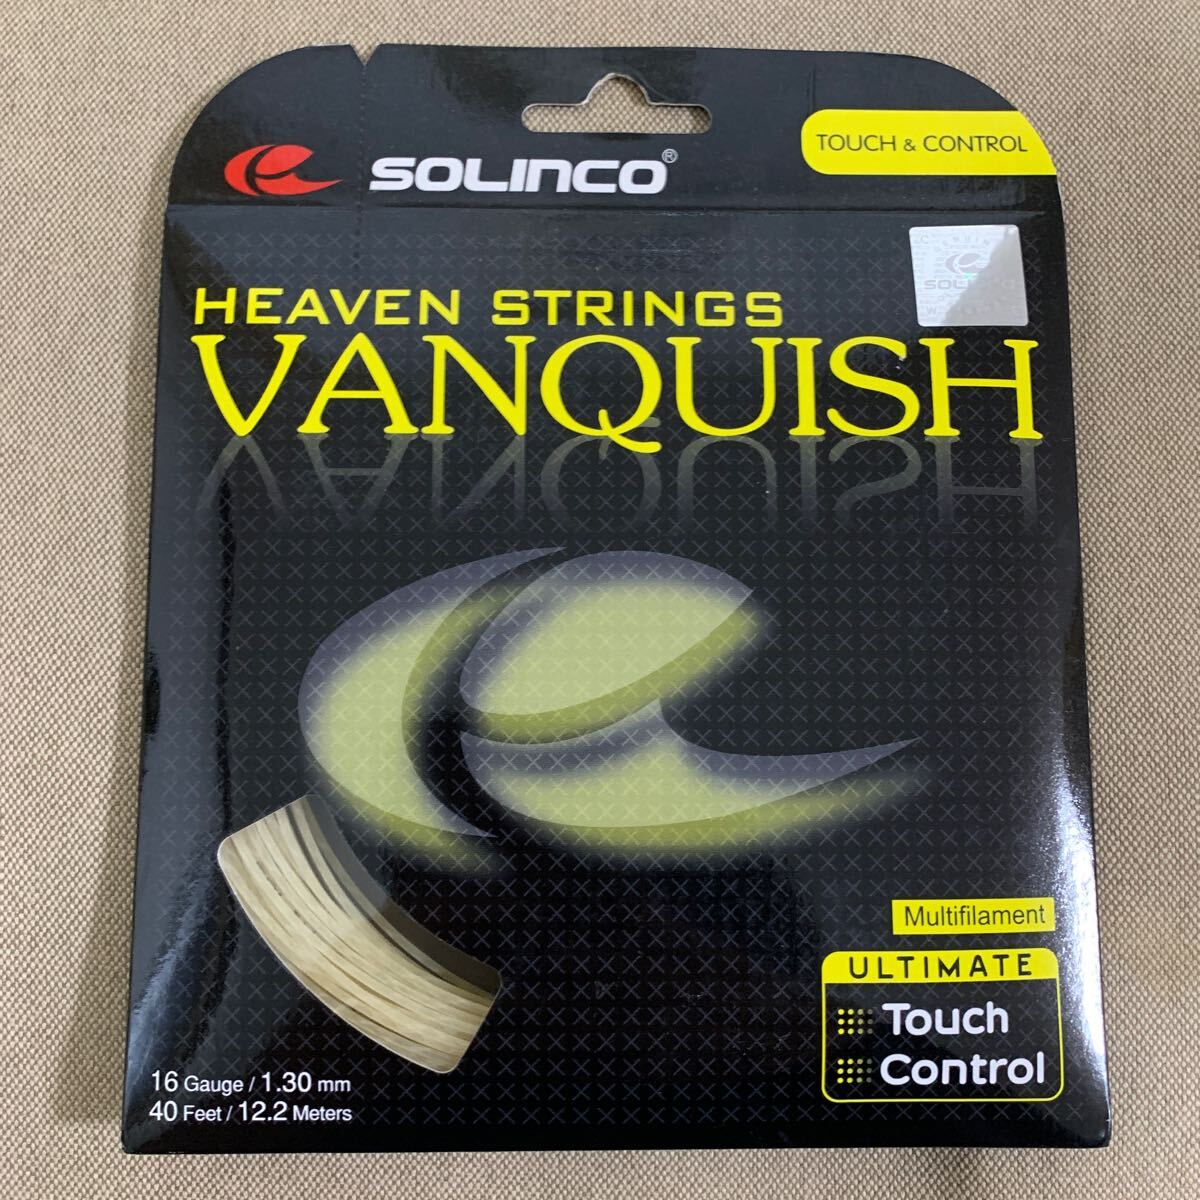 SOLINCO®
TOUCH & CONTROL
SOLINCO
HEAVEN STRINGS
VANQUISH
Multifilament
ULTIMATE
Touch
Control
16 Gauge / 1.30 mm
40 Feet / 12.2 Meters